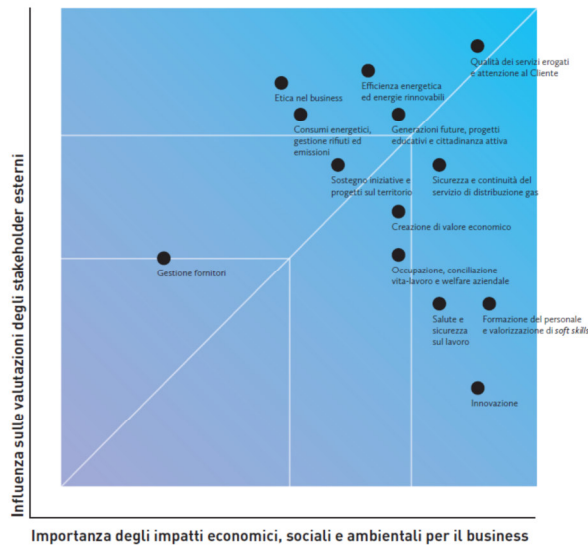 Influenza sulle valutazioni degli stakeholder esterni
Qualità dei servizi erogati
e attenzione al Cliente
Etica nel business
Efficienza energetica
ed energie rinnovabili
Consumi energetici,
gestione rifiuti ed
emissioni
Generazioni future, progetti
educativi e cittadinanza attiva
Sostegno iniziative e
progetti sul territorio
Sicurezza e continuità del
servizio di distribuzione gas
Creazione di valore economico
Gestione fornitori
Occupazione, conciliazione
vita-lavoro e welfare aziendale
Salute e
sicurezza
sul lavoro
Formazione del personale
e valorizzazione di soft skills
Innovazione
Importanza degli impatti economici, sociali e ambientali per il business